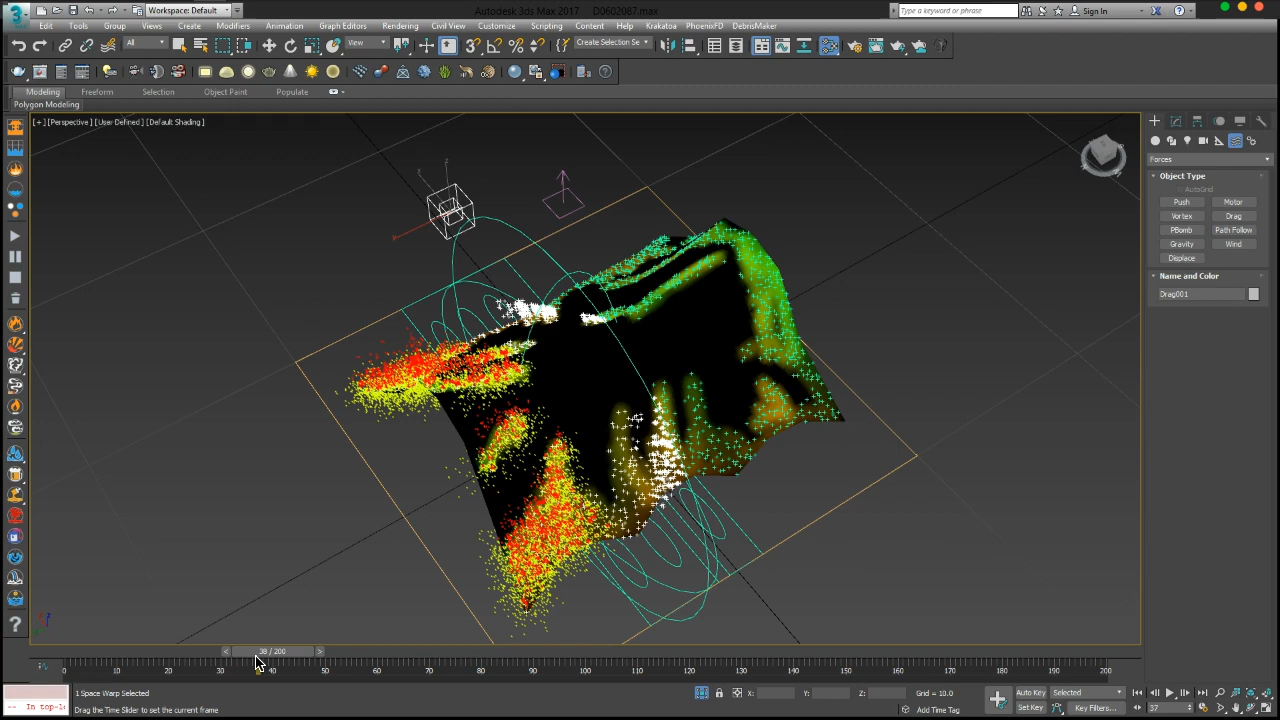 3
Workspace: Default
Autodesk 3ds Max 2017    D0602087.max
Type a keyword or phrase
Sign In
Edit Tools Group Views Create Modifiers Animation Graph Editors Rendering Civil View Customize Scripting Content Krakatoa PhoenixFD DebrisMaker
All
View
Create Selection Se
Modeling Freeform Selection Object Paint Populate
Polygon Modeling
[+] [Perspective] [User Defined] [Default Shading]
Forces
Object Type
AutoGrid
Push Motor
Vortex Drag
PBomb Path Follow
Gravity Wind
Displace
Name and Color
Drag001
< 38 / 200 >
0 10 20 30 40 50 60 70 80 90 100 110 120 130 140 150 160 170 180 190 200
1 Space Warp Selected
X: Y: Z: Grid = 10.0
Auto Key Selected
-- In top-l
Drag the Time Slider to set the current frame
Add Time Tag
Set Key Key Filters... 37